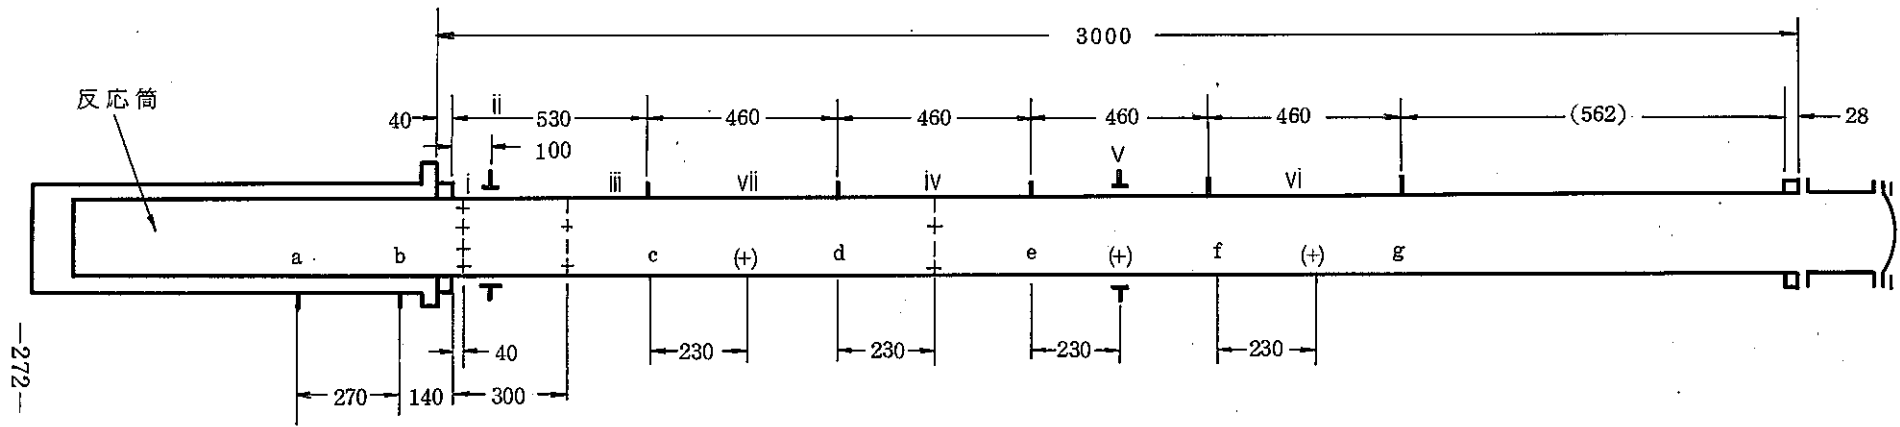 3000
反応筒
ii
40 530 460 460 460 460 (562) 28
100
V
i iii vii iv vi
a b c (+) d e (+) f (+) g
40 230 230 230 230
270 140 300
-272-